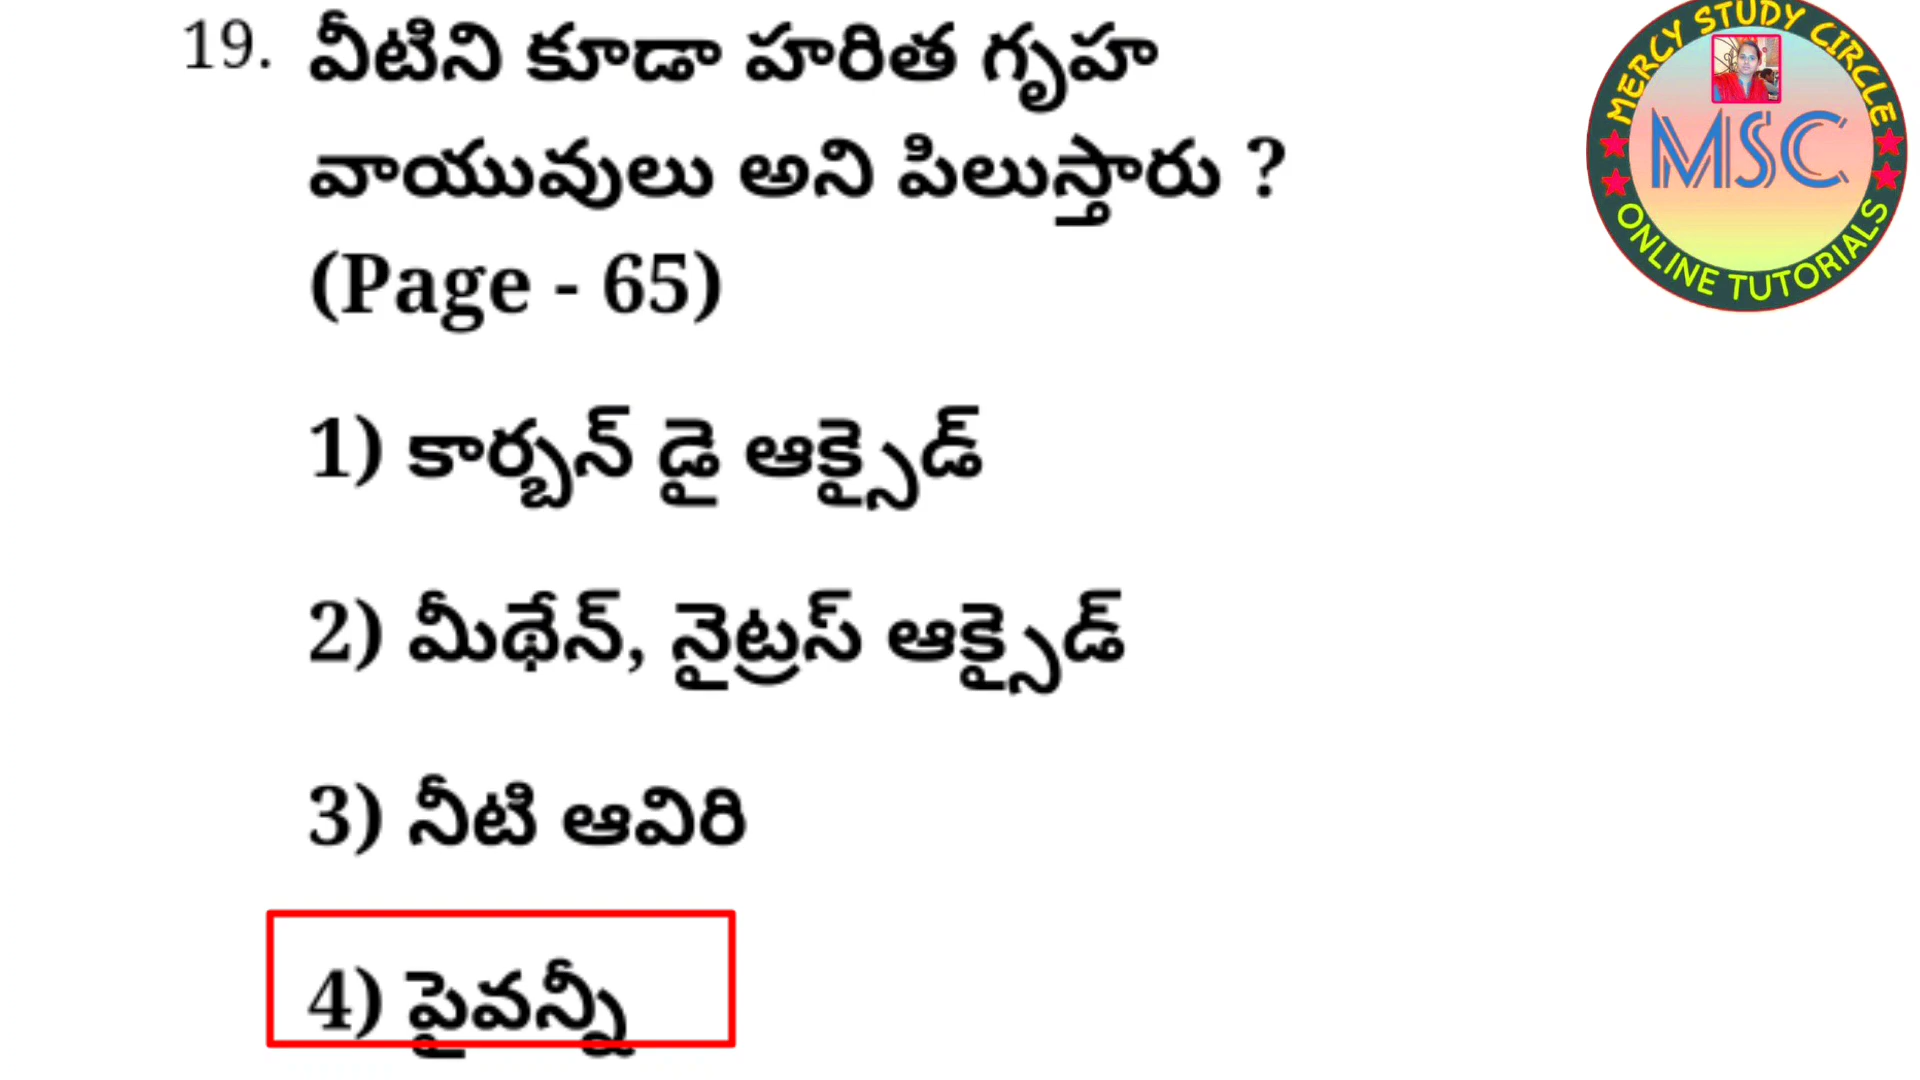 19. వీటిని కూడా హరిత గృహ
వాయువులు అని పిలుస్తారు ?
(Page - 65)
1) కార్బన్ డై ఆక్సైడ్
2) మీథేన్, నైట్రస్ ఆక్సైడ్
3) నీటి ఆవిరి
4) పైవన్నీ
MERCY STUDY CIRCLE
MSC
ONLINE TUTORIALS